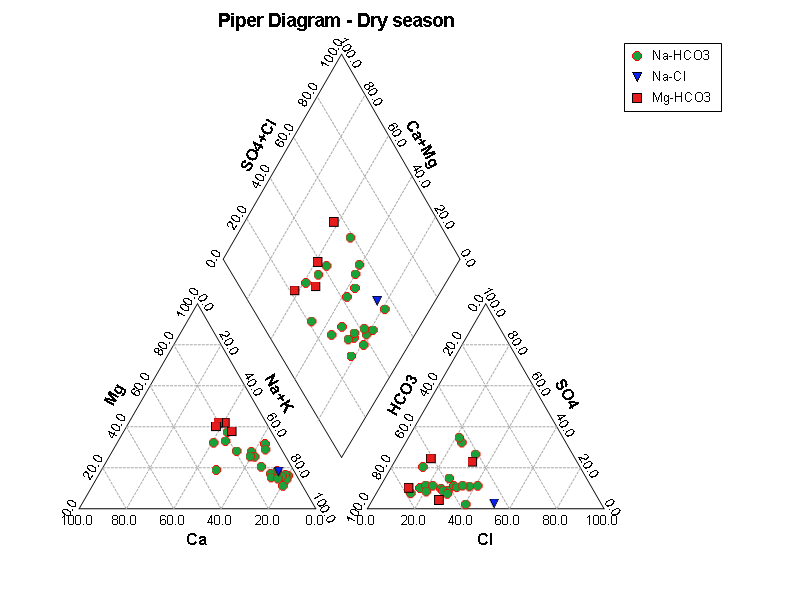 Piper Diagram - Dry season
Na-HCO3
Na-Cl
Mg-HCO3
100.0 100.0
80.0 80.0
SO4+Cl Ca+Mg
60.0 60.0
40.0 40.0
20.0 20.0
0.0 0.0
100.0 0.0 0.0 100.0
80.0 20.0 20.0 80.0
Mg Na+K HCO3 SO4
60.0 40.0 40.0 60.0
40.0 60.0 60.0 40.0
20.0 80.0 80.0 20.0
0.0 100.0 100.0 0.0
100.0 80.0 60.0 40.0 20.0 0.0 0.0 20.0 40.0 60.0 80.0 100.0
Ca Cl